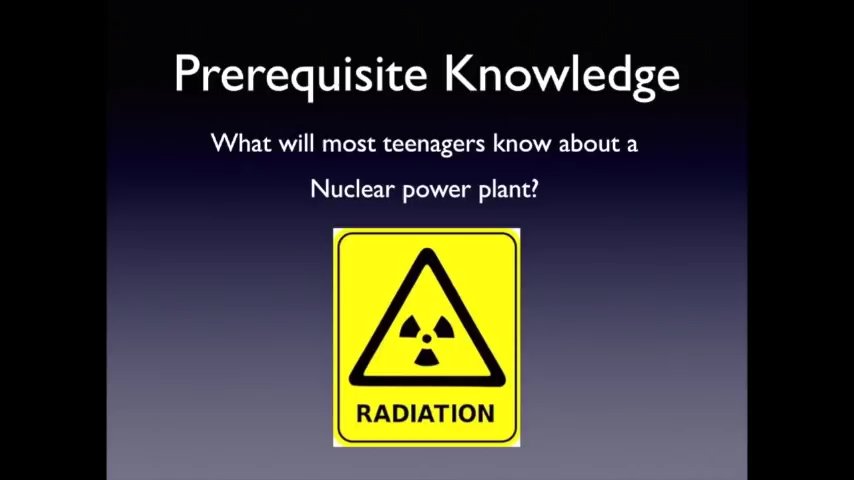 Prerequisite Knowledge
What will most teenagers know about a
Nuclear power plant?
RADIATION